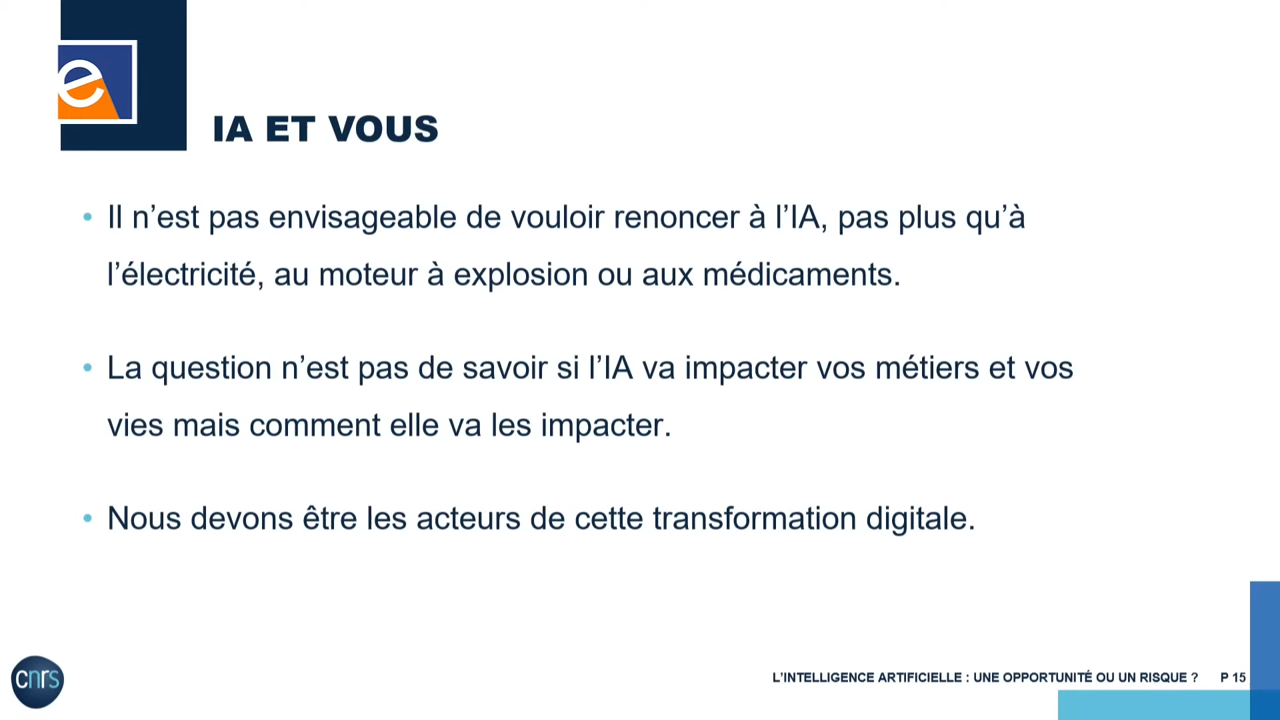 e
IA ET VOUS
• Il n’est pas envisageable de vouloir renoncer à l’IA, pas plus qu’à
l’électricité, au moteur à explosion ou aux médicaments.
• La question n’est pas de savoir si l’IA va impacter vos métiers et vos
vies mais comment elle va les impacter.
• Nous devons être les acteurs de cette transformation digitale.
cnrs
L’INTELLIGENCE ARTIFICIELLE : UNE OPPORTUNITÉ OU UN RISQUE ? P 15